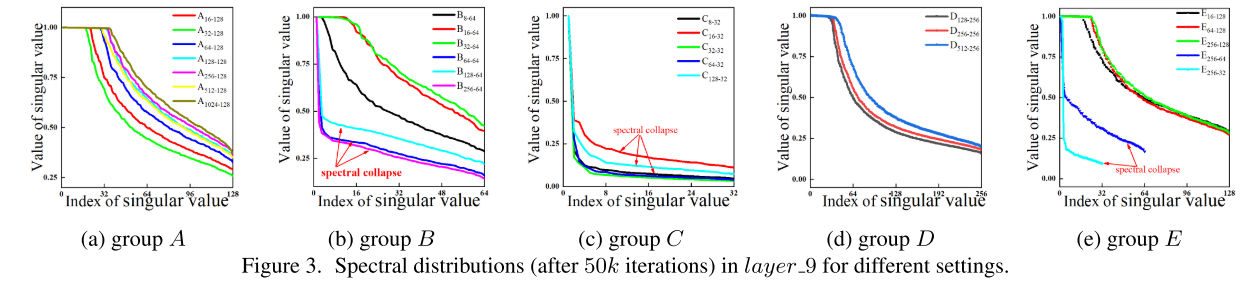 Value of singular value
1.00
0.75
0.50
0.25
0
32
64
96
128
Index of singular value
A16-128
A32-128
A64-128
A128-128
A256-128
A512-128
A1024-128
(a) group A
Value of singular value
1.00
0.75
0.50
0.25
0
16
32
48
64
Index of singular value
B8-64
B16-64
B32-64
B64-64
B128-64
B256-64
spectral collapse
(b) group B
Value of singular value
1.00
0.75
0.50
0.25
0.00
0
8
16
24
32
Index of singular value
C8-32
C16-32
C32-32
C64-32
C128-32
spectral collapse
(c) group C
Value of singular value
1.00
0.75
0.50
0.25
0.00
0
64
128
192
256
Index of singular value
D128-256
D256-256
D512-256
(d) group D
Value of singular value
1.00
0.75
0.50
0.25
0.00
0
32
64
96
128
Index of singular value
E16-128
E64-128
E256-128
E256-64
E256-32
spectral collapse
(e) group E
Figure 3. Spectral distributions (after 50k iterations) in layer_9 for different settings.